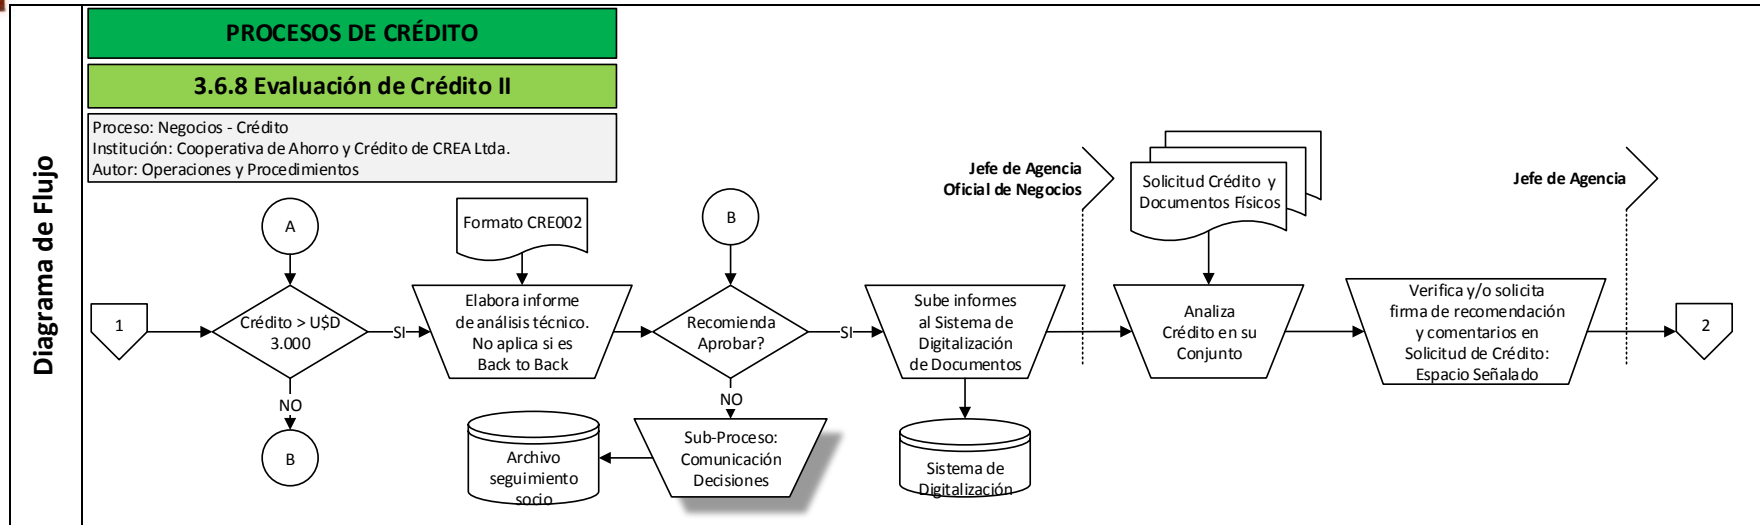 PROCESOS DE CRÉDITO
3.6.8 Evaluación de Crédito II
Proceso: Negocios - Crédito
Institución: Cooperativa de Ahorro y Crédito de CREA Ltda.
Autor: Operaciones y Procedimientos
Diagrama de Flujo
1
A
Crédito > U$D
3.000
SI
NO
B
Formato CRE002
Elabora informe
de análisis técnico.
No aplica si es
Back to Back
B
Recomienda
Aprobar?
SI
NO
Sub-Proceso:
Comunicación
Decisiones
Archivo
seguimiento
socio
Sube informes
al Sistema de
Digitalización
de Documentos
Sistema de
Digitalización
Jefe de Agencia
Oficial de Negocios
Solicitud Crédito y
Documentos Físicos
Analiza
Crédito en su
Conjunto
Verifica y/o solicita
firma de recomendación
y comentarios en
Solicitud de Crédito:
Espacio Señalado
Jefe de Agencia
2